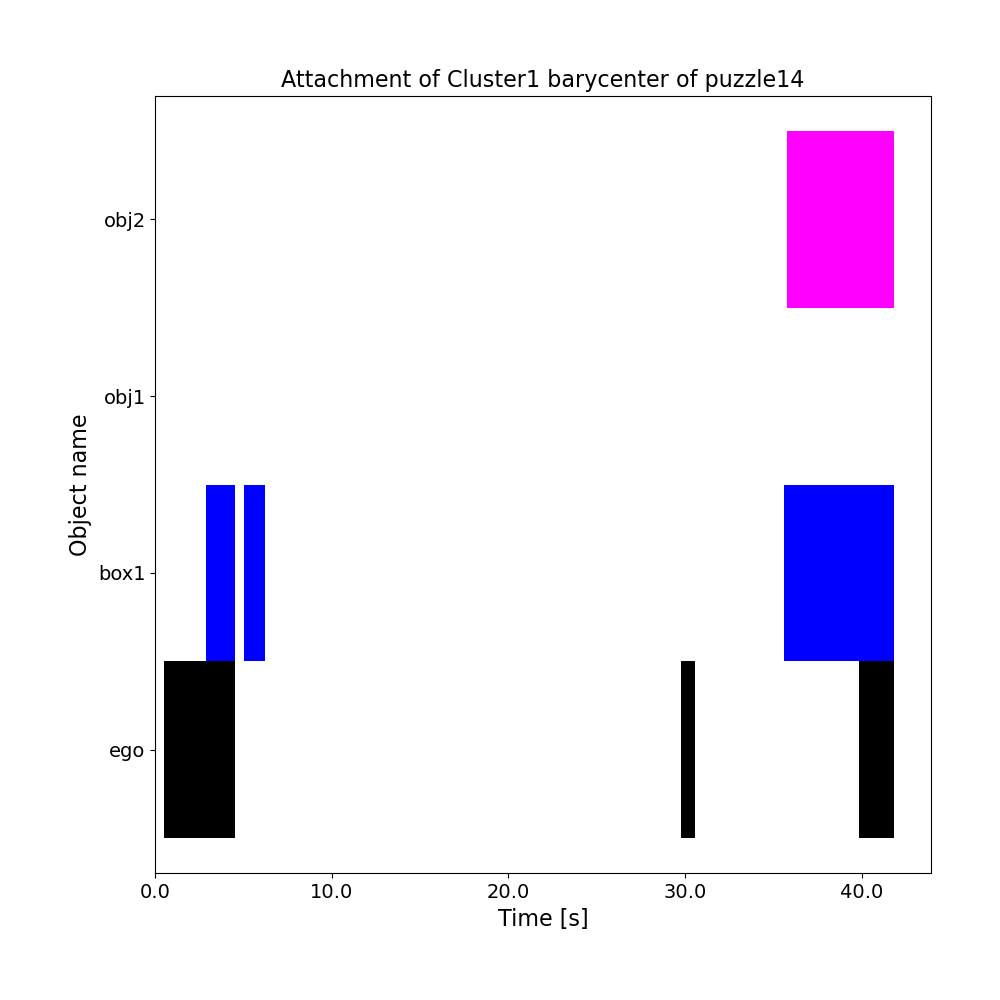 Attachment of Cluster1 barycenter of puzzle14
obj2
obj1
box1
ego
Object name
0.0 10.0 20.0 30.0 40.0
Time [s]